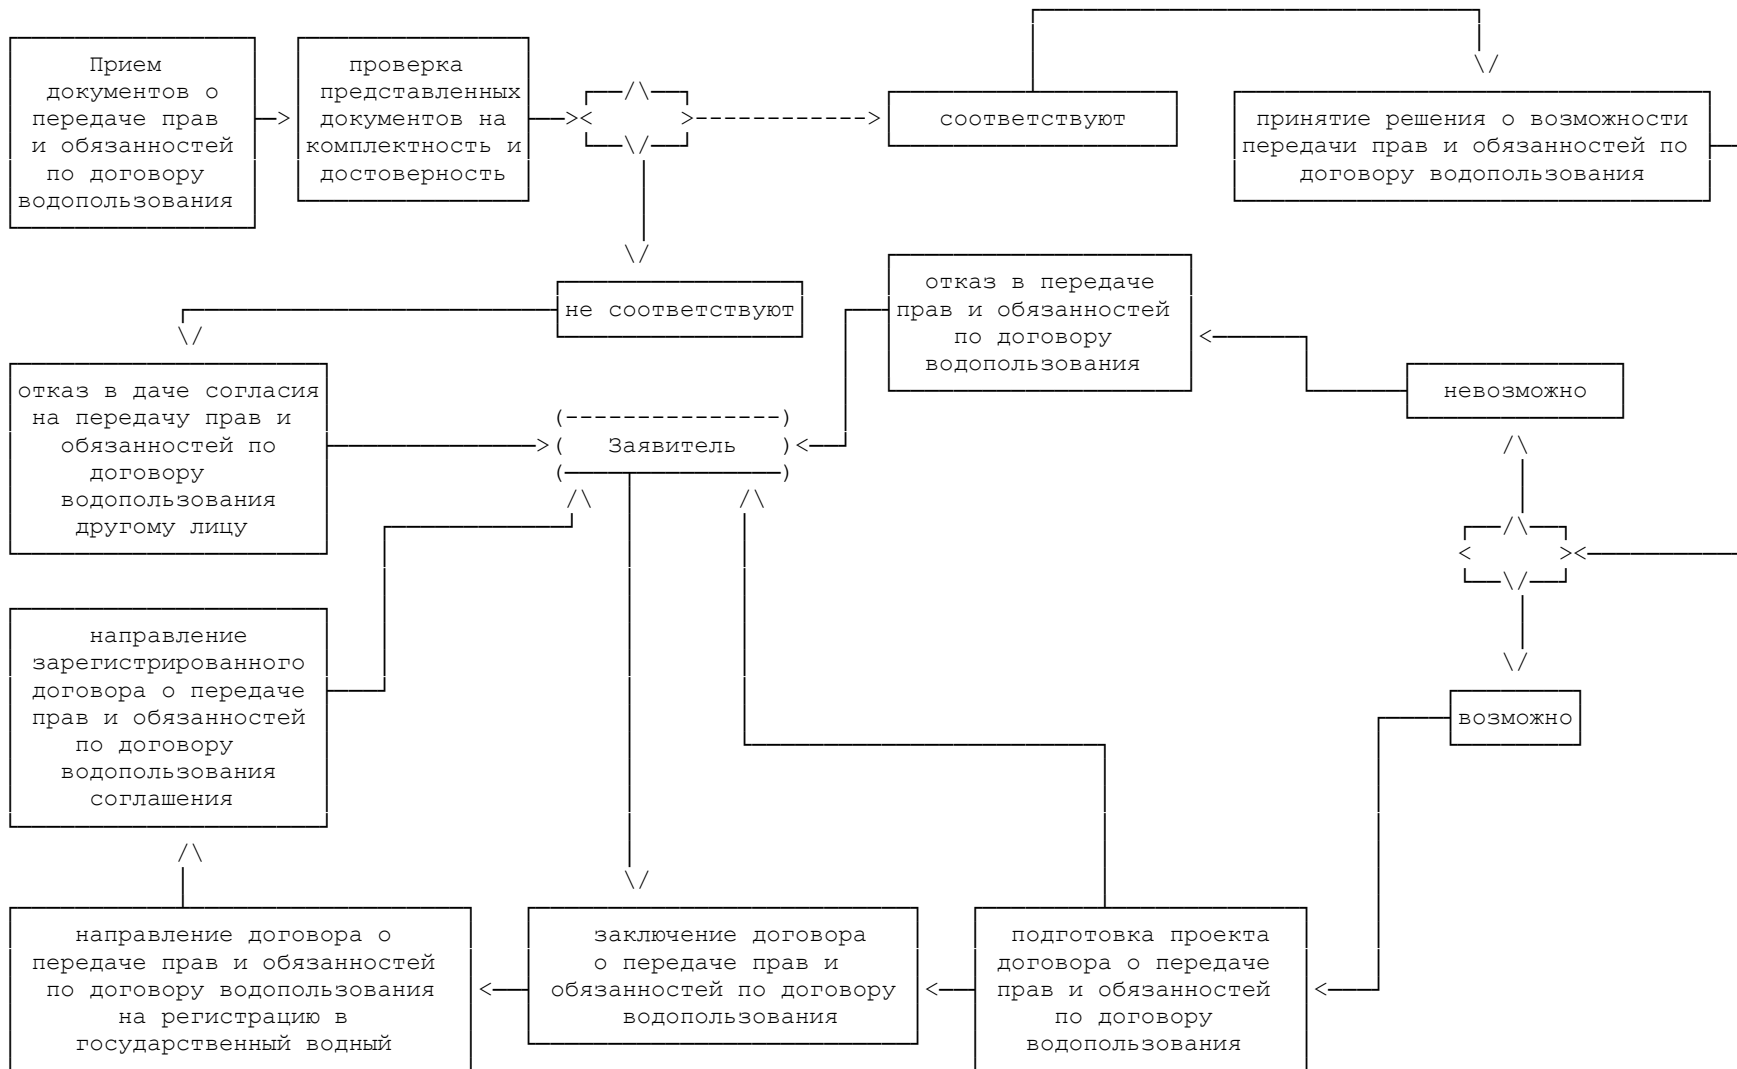 Прием
документов о
передаче прав
и обязанностей
по договору
водопользования
проверка
представленных
документов на
комплектность и
достоверность
соответствуют
принятие решения о возможности
передачи прав и обязанностей по
договору водопользования
не соответствуют
отказ в передаче
прав и обязанностей
по договору
водопользования
невозможно
отказ в даче согласия
на передачу прав и
обязанностей по
договору
водопользования
другому лицу
Заявитель
направление
зарегистрированного
договора о передаче
прав и обязанностей
по договору
водопользования
соглашения
возможно
направление договора о
передаче прав и обязанностей
по договору водопользования
на регистрацию в
государственный водный
заключение договора
о передаче прав и
обязанностей по договору
водопользования
подготовка проекта
договора о передаче
прав и обязанностей
по договору
водопользования